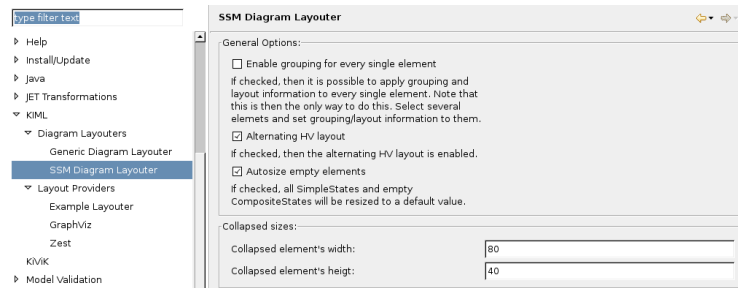 type filter text
Help
Install/Update
Java
JET Transformations
KIML
Diagram Layouters
Generic Diagram Layouter
SSM Diagram Layouter
Layout Providers
Example Layouter
GraphViz
Zest
KiViK
Model Validation
SSM Diagram Layouter
General Options:
Enable grouping for every single element
If checked, then it is possible to apply grouping and
layout information to every single element. Note that
this is then the only way to do this. Select several
elemets and set grouping/layout information to them.
Alternating HV layout
If checked, then the alternating HV layout is enabled.
Autosize empty elements
If checked, all SimpleStates and empty
CompositeStates will be resized to a default value.
Collapsed sizes:
Collapsed element's width: 80
Collapsed element's heigt: 40